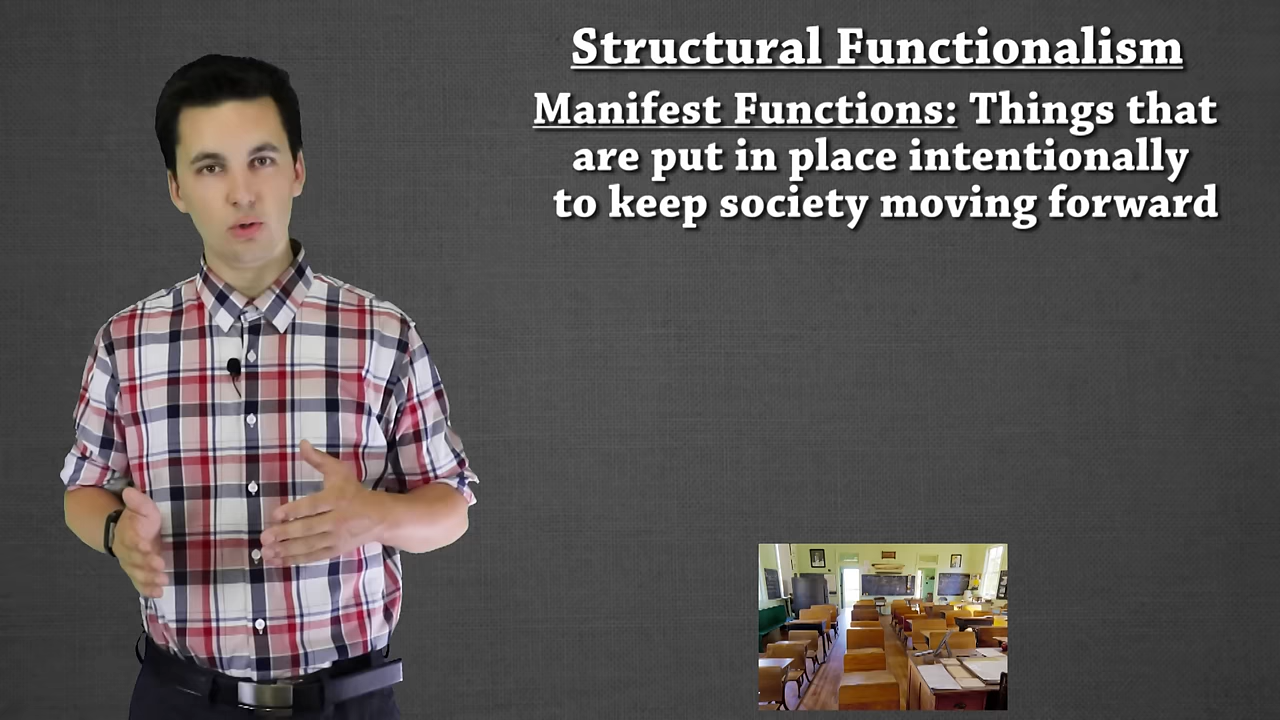 Structural Functionalism
Manifest Functions: Things that
are put in place intentionally
to keep society moving forward